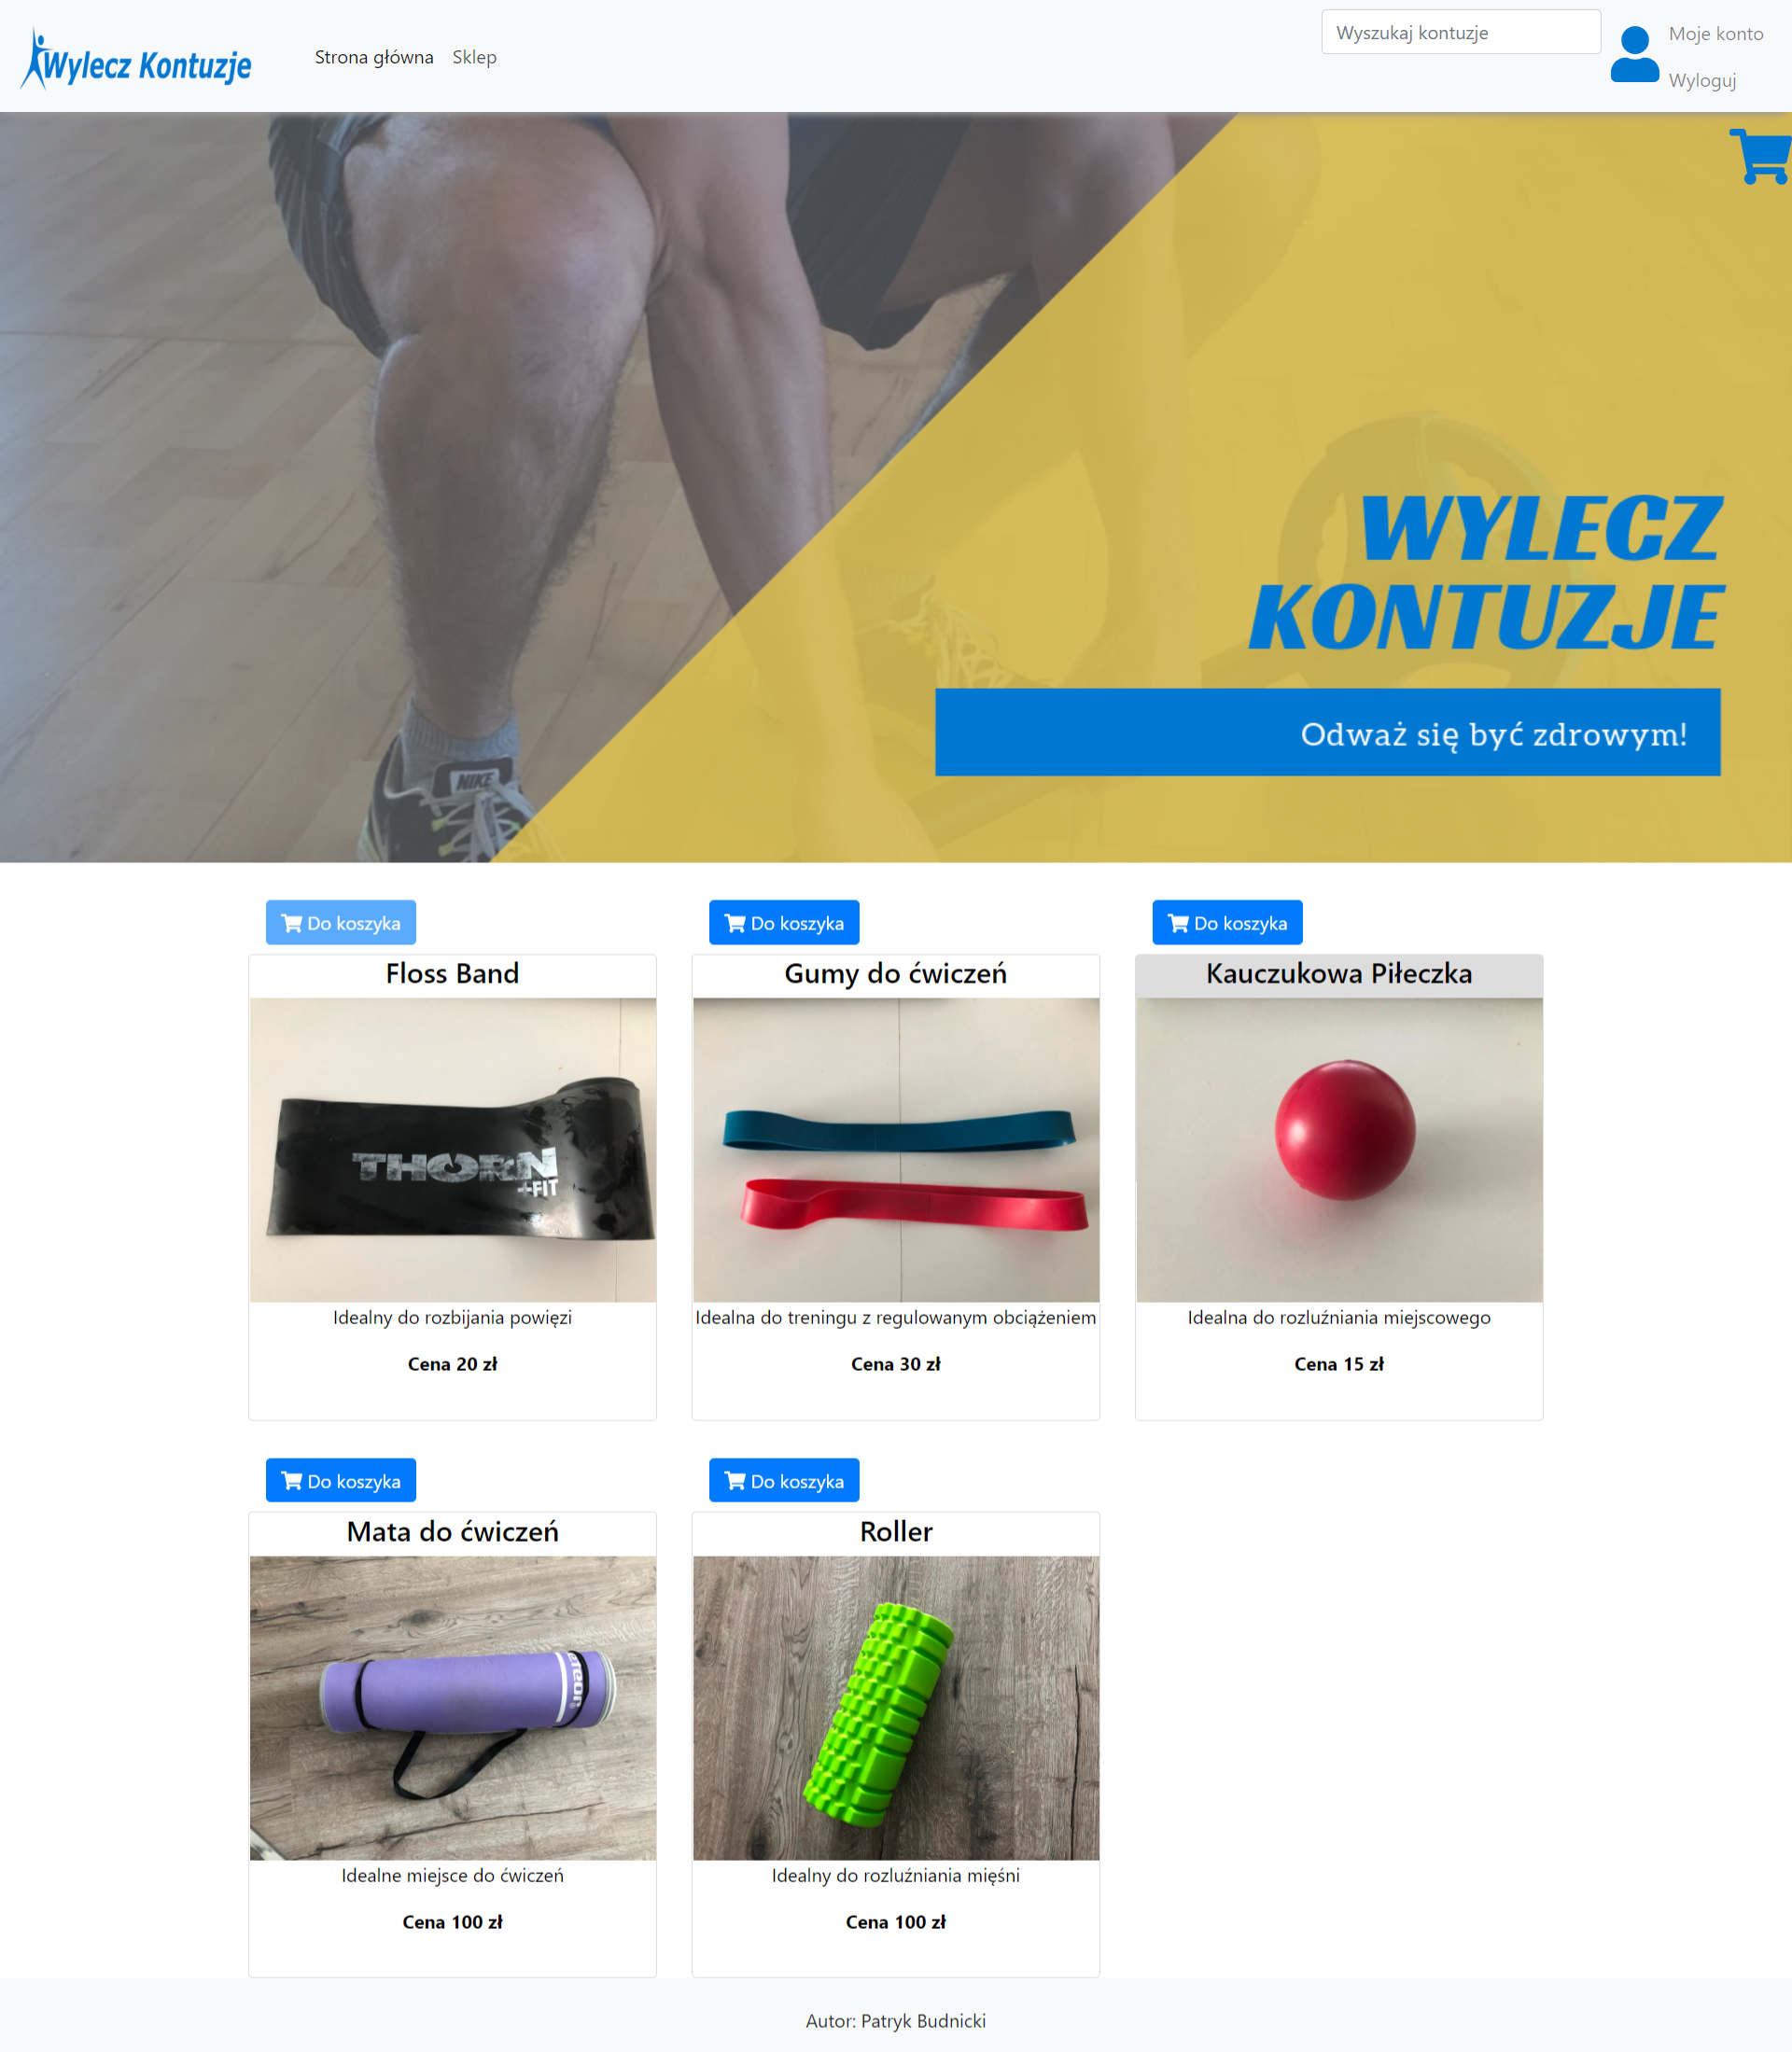 Wylecz Kontuzje
Strona główna
Sklep
Wyszukaj kontuzje
Moje konto
Wyloguj
WYLECZ
KONTUZJE
Odważ się być zdrowym!
NIKE
Do koszyka
Do koszyka
Do koszyka
Floss Band
Gumy do ćwiczeń
Kauczukowa Piłeczka
THORN
+FIT
Idealny do rozbijania powięzi
Idealna do treningu z regulowanym obciążeniem
Idealna do rozluźniania miejscowego
Cena 20 zł
Cena 30 zł
Cena 15 zł
Do koszyka
Do koszyka
Mata do ćwiczeń
Roller
Idealne miejsce do ćwiczeń
Idealny do rozluźniania mięśni
Cena 100 zł
Cena 100 zł
Autor: Patryk Budnicki